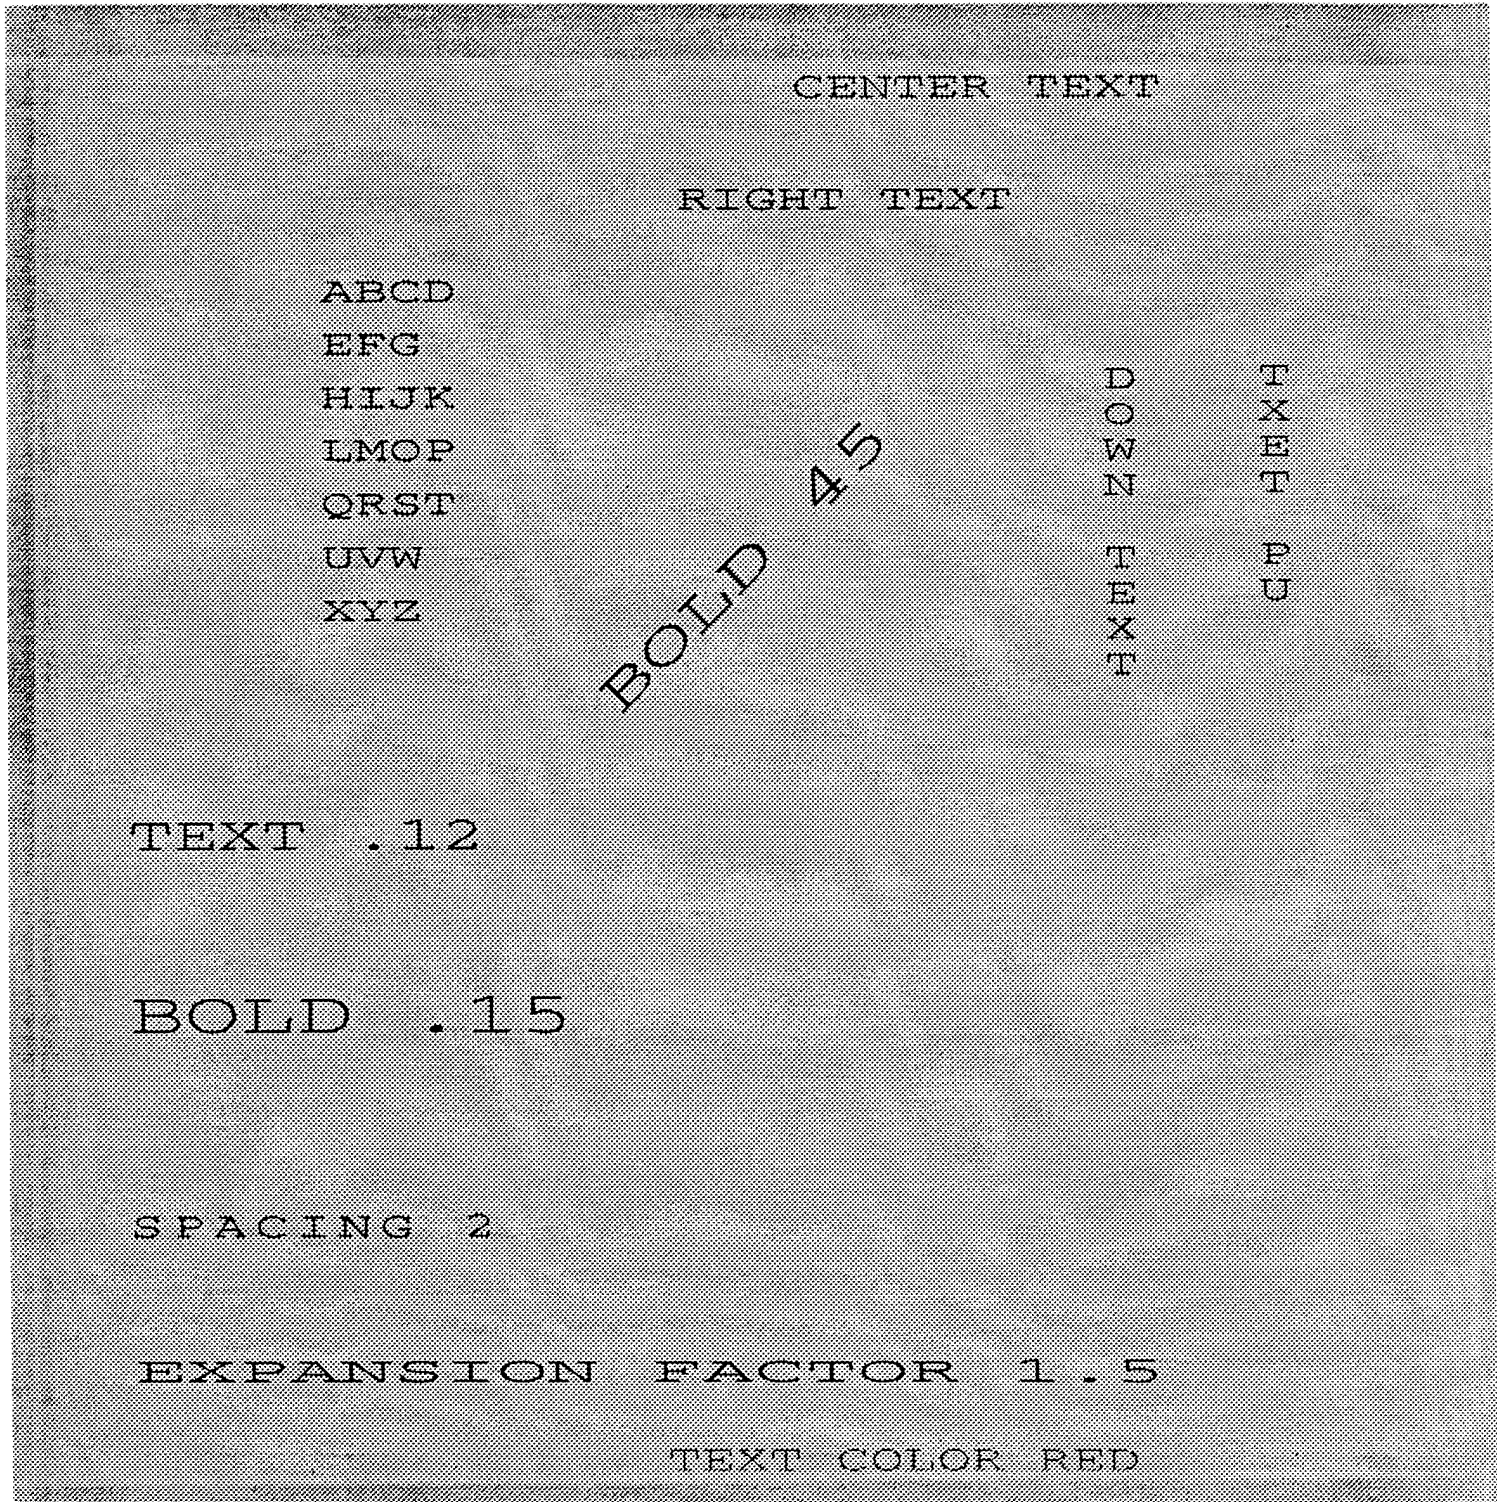 CENTER TEXT
RIGHT TEXT
ABCD
EFG
HIJK
LMOP
QRST
UVW
XYZ
BOLD 45
DOWN TEXT
TXET PU
TEXT .12
BOLD .15
SPACING 2
EXPANSION FACTOR 1.5
TEXT COLOR RED